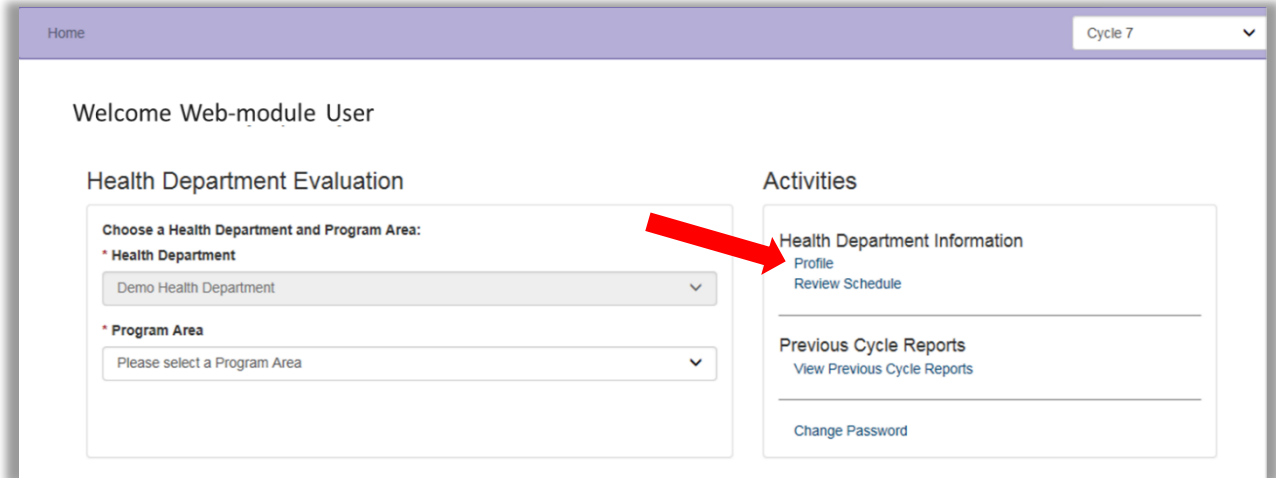 Home
Cycle 7
Welcome Web-module User
Health Department Evaluation
Choose a Health Department and Program Area:
* Health Department
Demo Health Department
* Program Area
Please select a Program Area
Activities
Health Department Information
Profile
Review Schedule
Previous Cycle Reports
View Previous Cycle Reports
Change Password